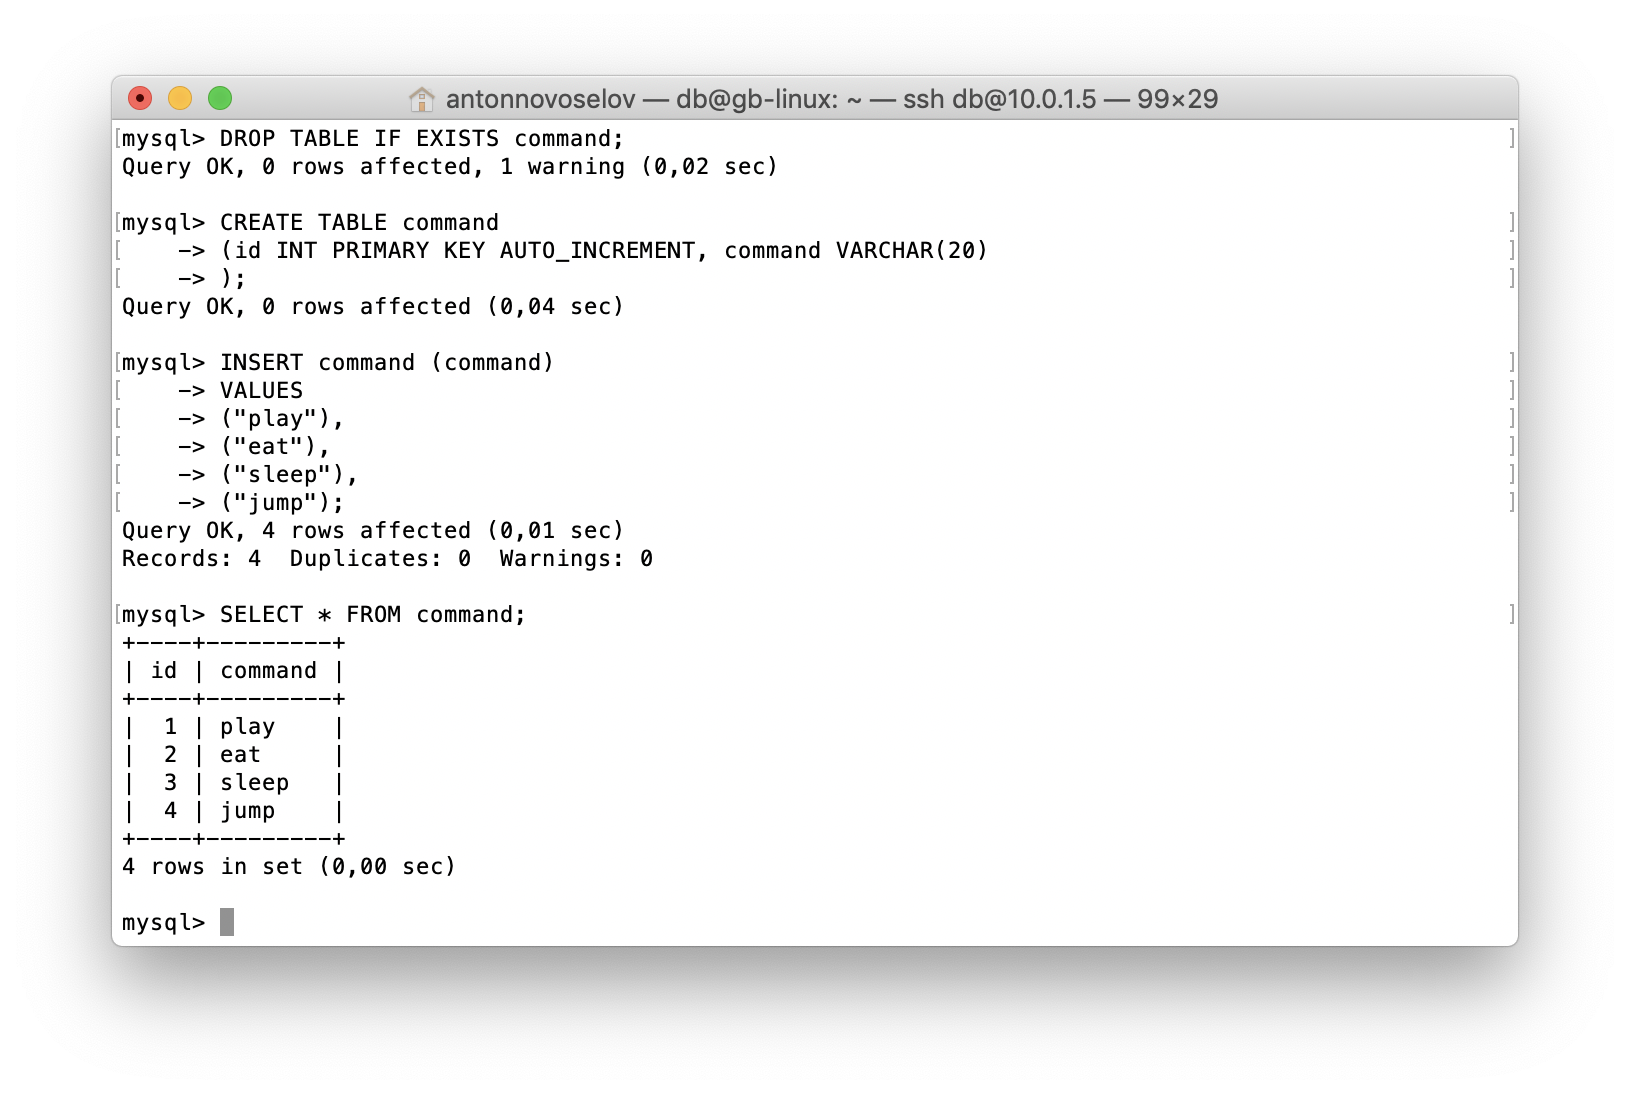 antonnovoselov — db@gb-linux: ~ — ssh db@10.0.1.5 — 99×29
[mysql> DROP TABLE IF EXISTS command; ]
Query OK, 0 rows affected, 1 warning (0,02 sec)

[mysql> CREATE TABLE command ]
[    -> (id INT PRIMARY KEY AUTO_INCREMENT, command VARCHAR(20) ]
[    -> ); ]
Query OK, 0 rows affected (0,04 sec)

[mysql> INSERT command (command) ]
[    -> VALUES ]
[    -> ("play"), ]
[    -> ("eat"), ]
[    -> ("sleep"), ]
[    -> ("jump"); ]
Query OK, 4 rows affected (0,01 sec)
Records: 4  Duplicates: 0  Warnings: 0

[mysql> SELECT * FROM command; ]
+----+---------+
| id | command |
+----+---------+
|  1 | play    |
|  2 | eat     |
|  3 | sleep   |
|  4 | jump    |
+----+---------+
4 rows in set (0,00 sec)

mysql>